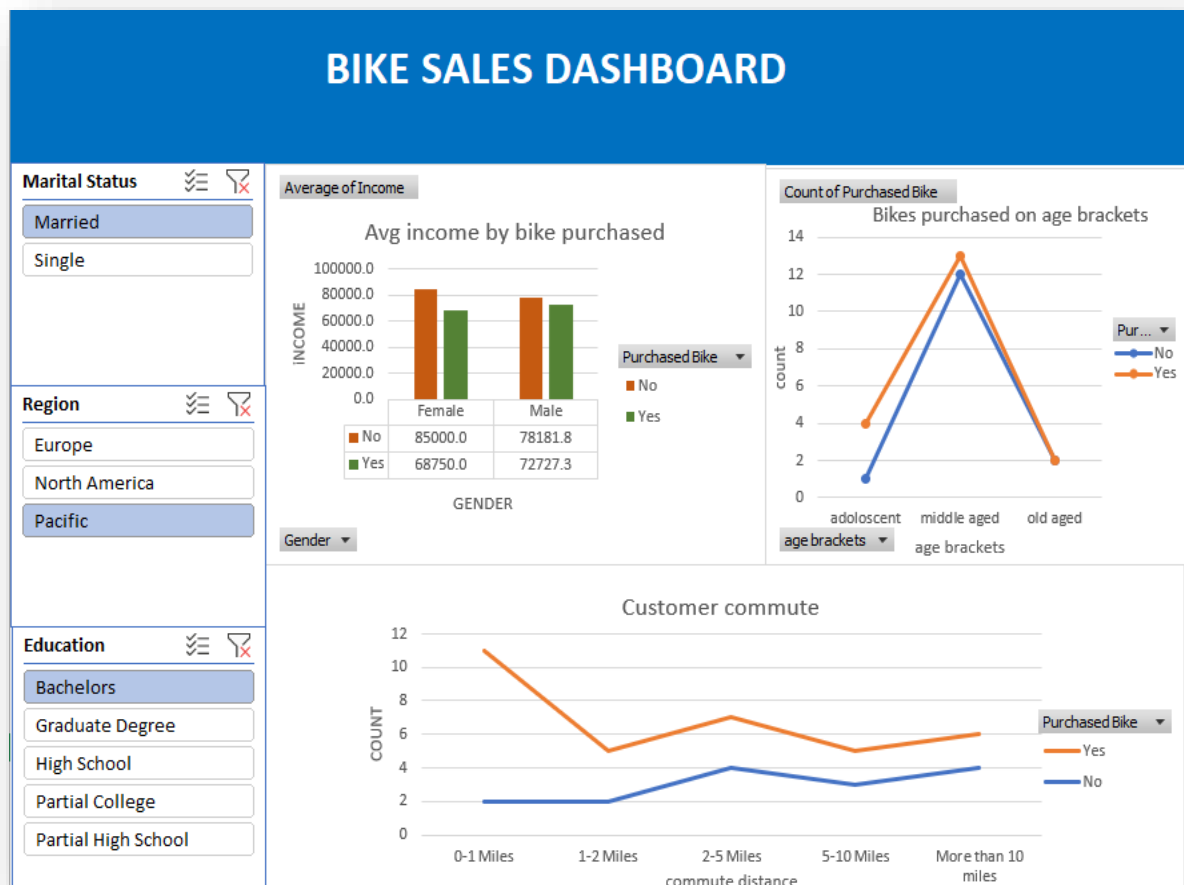 BIKE SALES DASHBOARD
Marital Status
Married
Single
Region
Europe
North America
Pacific
Education
Bachelors
Graduate Degree
High School
Partial College
Partial High School
Average of Income
Avg income by bike purchased
100000.0
80000.0
60000.0
40000.0
20000.0
0.0
iNCOME
Female Male
No 85000.0 78181.8
Yes 68750.0 72727.3
GENDER
Purchased Bike
No
Yes
Gender
Count of Purchased Bike
Bikes purchased on age brackets
14
12
10
8
6
4
2
0
count
adoloscent middle aged old aged
age brackets
age brackets
Pur...
No
Yes
Customer commute
12
10
8
6
4
2
0
COUNT
0-1 Miles 1-2 Miles 2-5 Miles 5-10 Miles More than 10
miles
commute distance
Purchased Bike
Yes
No